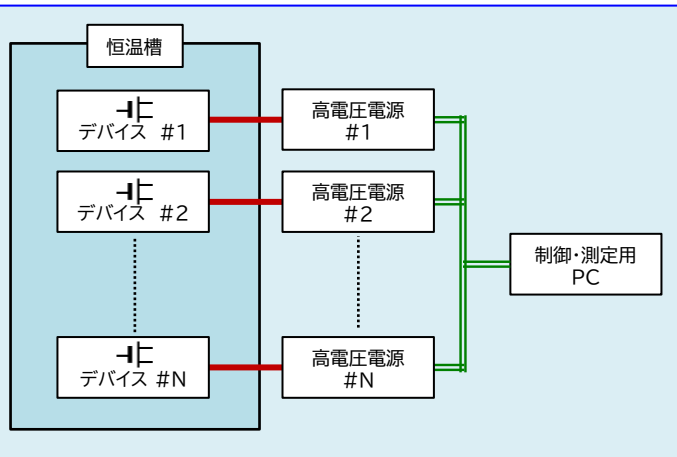 恒温槽
デバイス #1
高電圧電源
#1
デバイス #2
高電圧電源
#2
制御・測定用
PC
デバイス #N
高電圧電源
#N